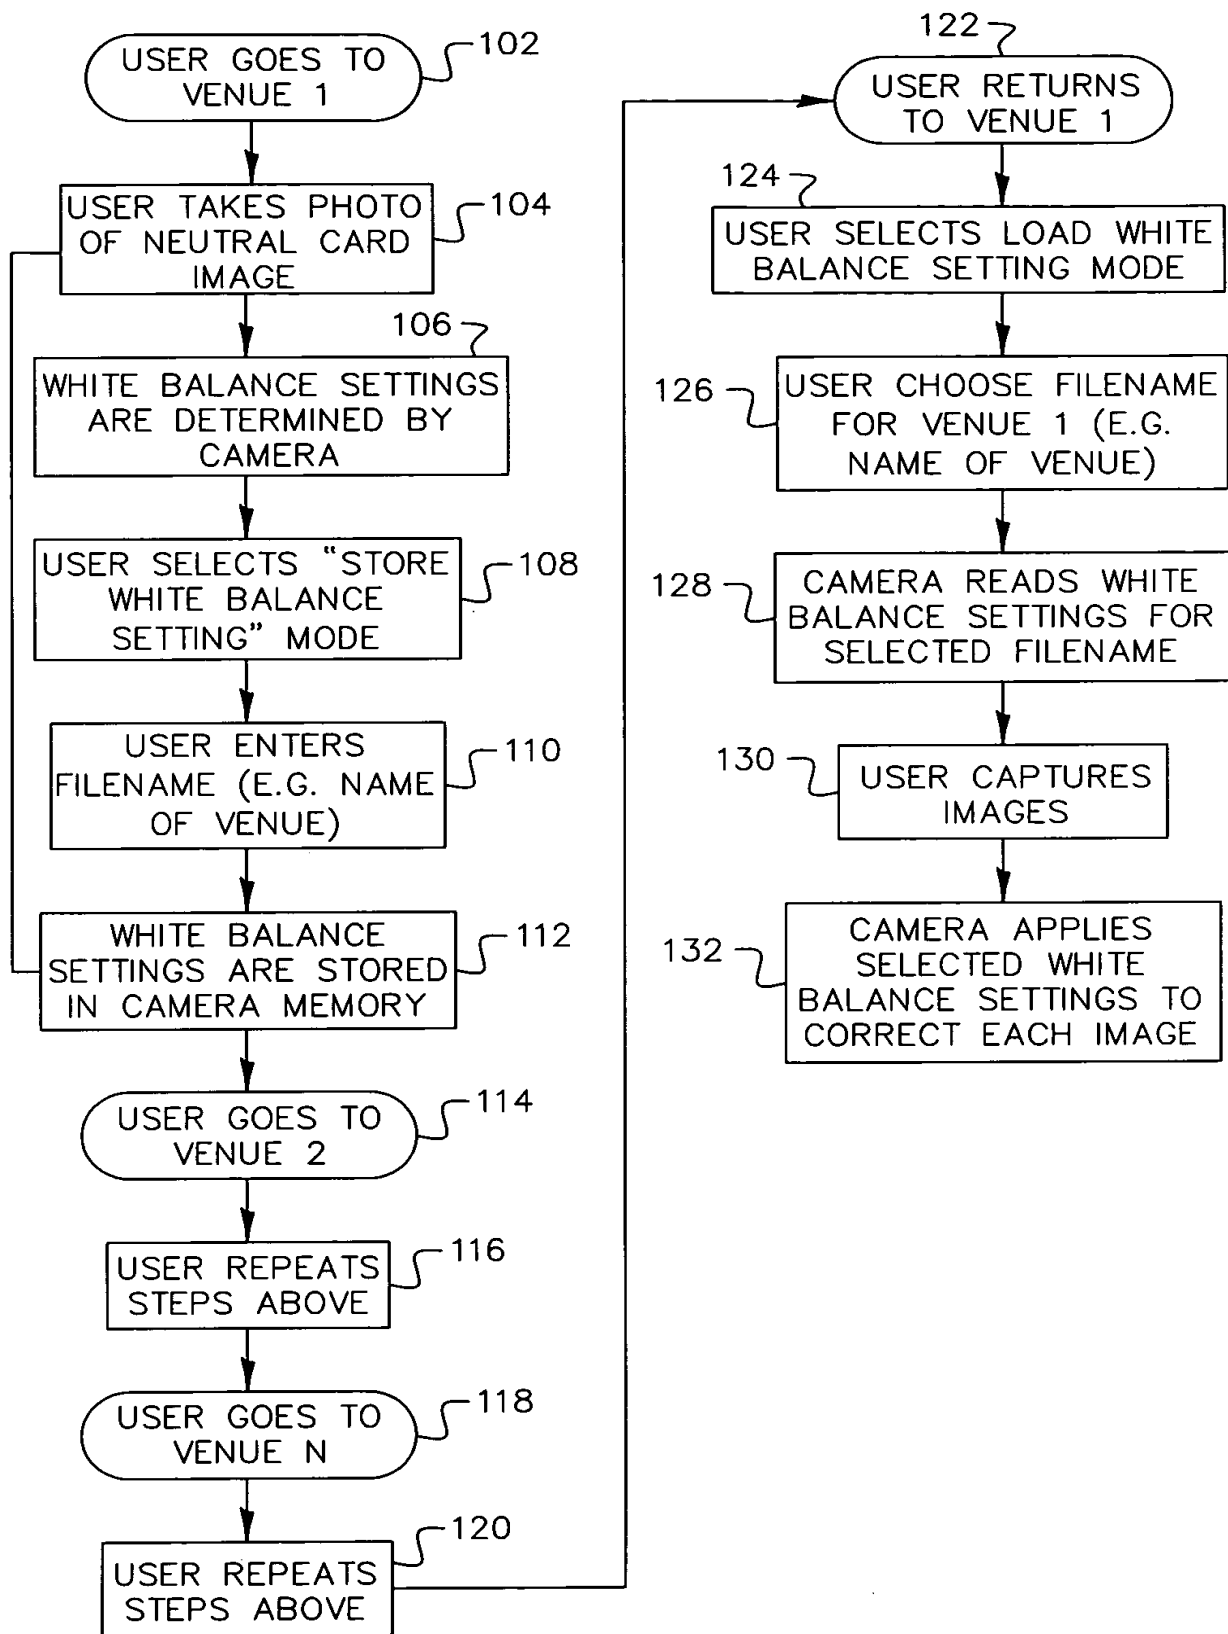 USER GOES TO
VENUE 1
102
USER TAKES PHOTO
OF NEUTRAL CARD
IMAGE
104
106
WHITE BALANCE SETTINGS
ARE DETERMINED BY
CAMERA
USER SELECTS "STORE
WHITE BALANCE
SETTING" MODE
108
USER ENTERS
FILENAME (E.G. NAME
OF VENUE)
110
WHITE BALANCE
SETTINGS ARE STORED
IN CAMERA MEMORY
112
USER GOES TO
VENUE 2
114
USER REPEATS
STEPS ABOVE
116
USER GOES TO
VENUE N
118
USER REPEATS
STEPS ABOVE
120
122
USER RETURNS
TO VENUE 1
124
USER SELECTS LOAD WHITE
BALANCE SETTING MODE
126
USER CHOOSE FILENAME
FOR VENUE 1 (E.G.
NAME OF VENUE)
128
CAMERA READS WHITE
BALANCE SETTINGS FOR
SELECTED FILENAME
130
USER CAPTURES
IMAGES
132
CAMERA APPLIES
SELECTED WHITE
BALANCE SETTINGS TO
CORRECT EACH IMAGE